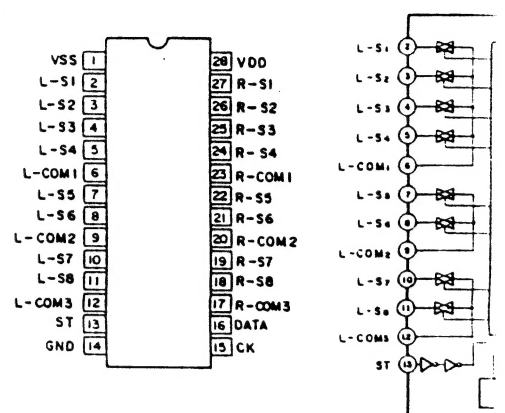 VSS 1 28 VDD
L-S1 2 27 R-S1
L-S2 3 26 R-S2
L-S3 4 25 R-S3
L-S4 5 24 R-S4
L-COM1 6 23 R-COM1
L-S5 7 22 R-S5
L-S6 8 21 R-S6
L-COM2 9 20 R-COM2
L-S7 10 19 R-S7
L-S8 11 18 R-S8
L-COM3 12 17 R-COM3
ST 13 16 DATA
GND 14 15 CK
L-S1 2
L-S2 3
L-S3 4
L-S4 5
L-COM1 6
L-S5 7
L-S6 8
L-COM2 9
L-S7 10
L-S8 11
L-COM3 12
ST 13